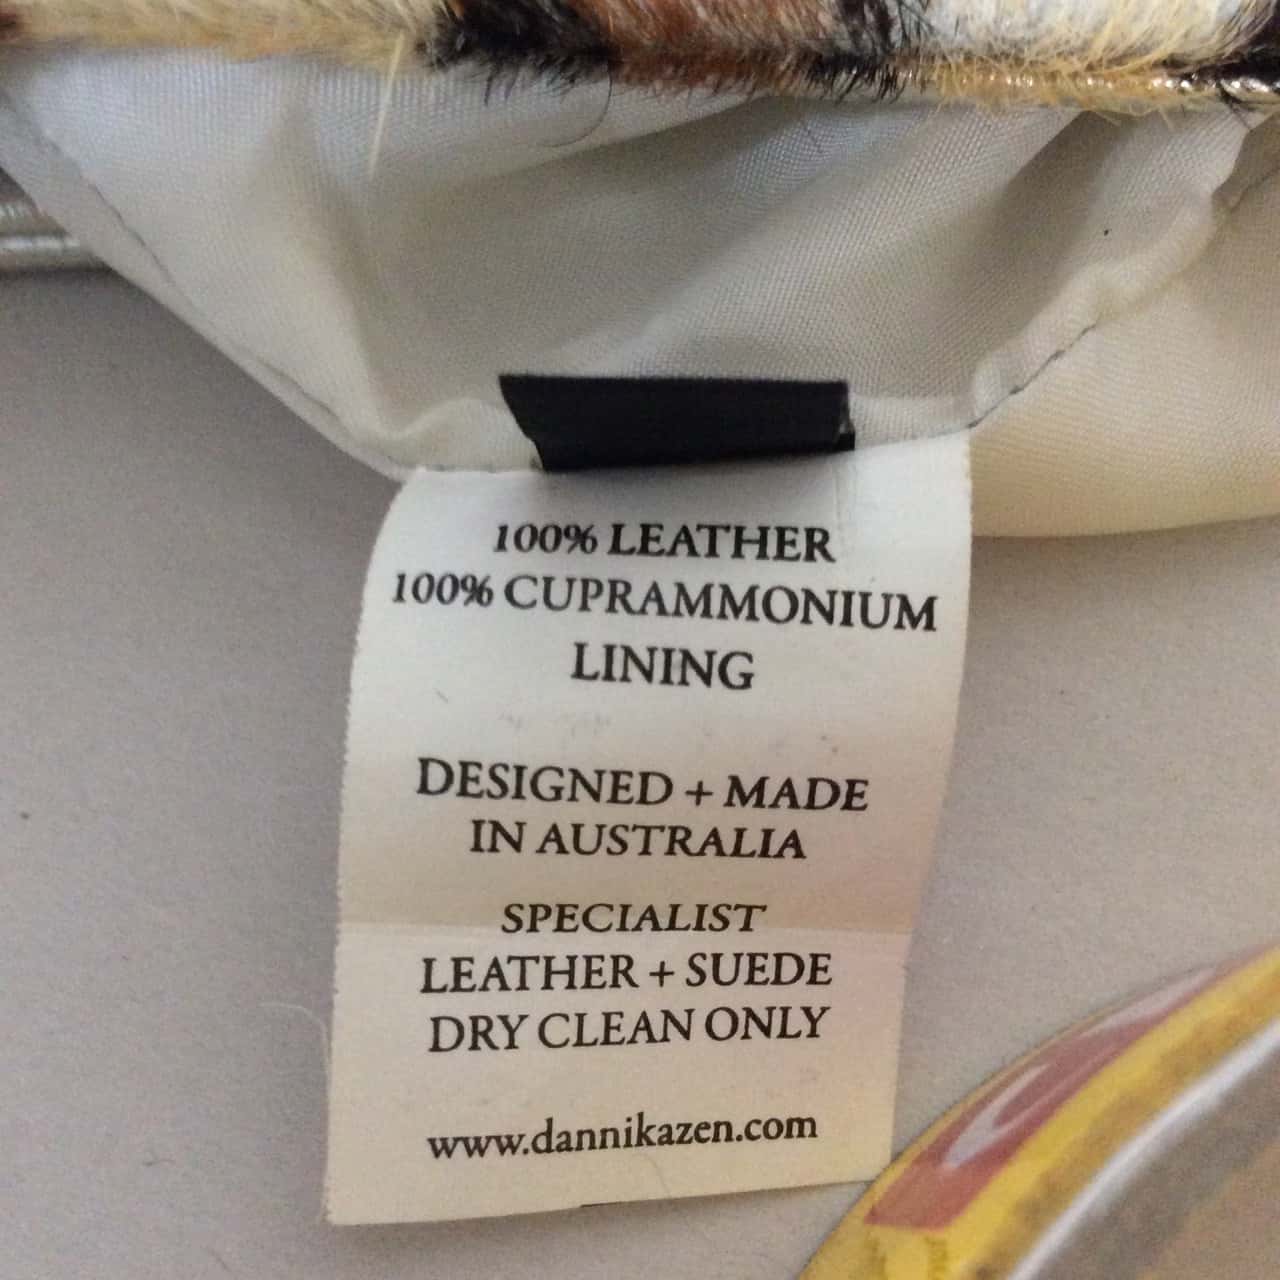 100% LEATHER
100% CUPRAMMONIUM
LINING
DESIGNED + MADE
IN AUSTRALIA
SPECIALIST
LEATHER + SUEDE
DRY CLEAN ONLY
www.dannikazen.com